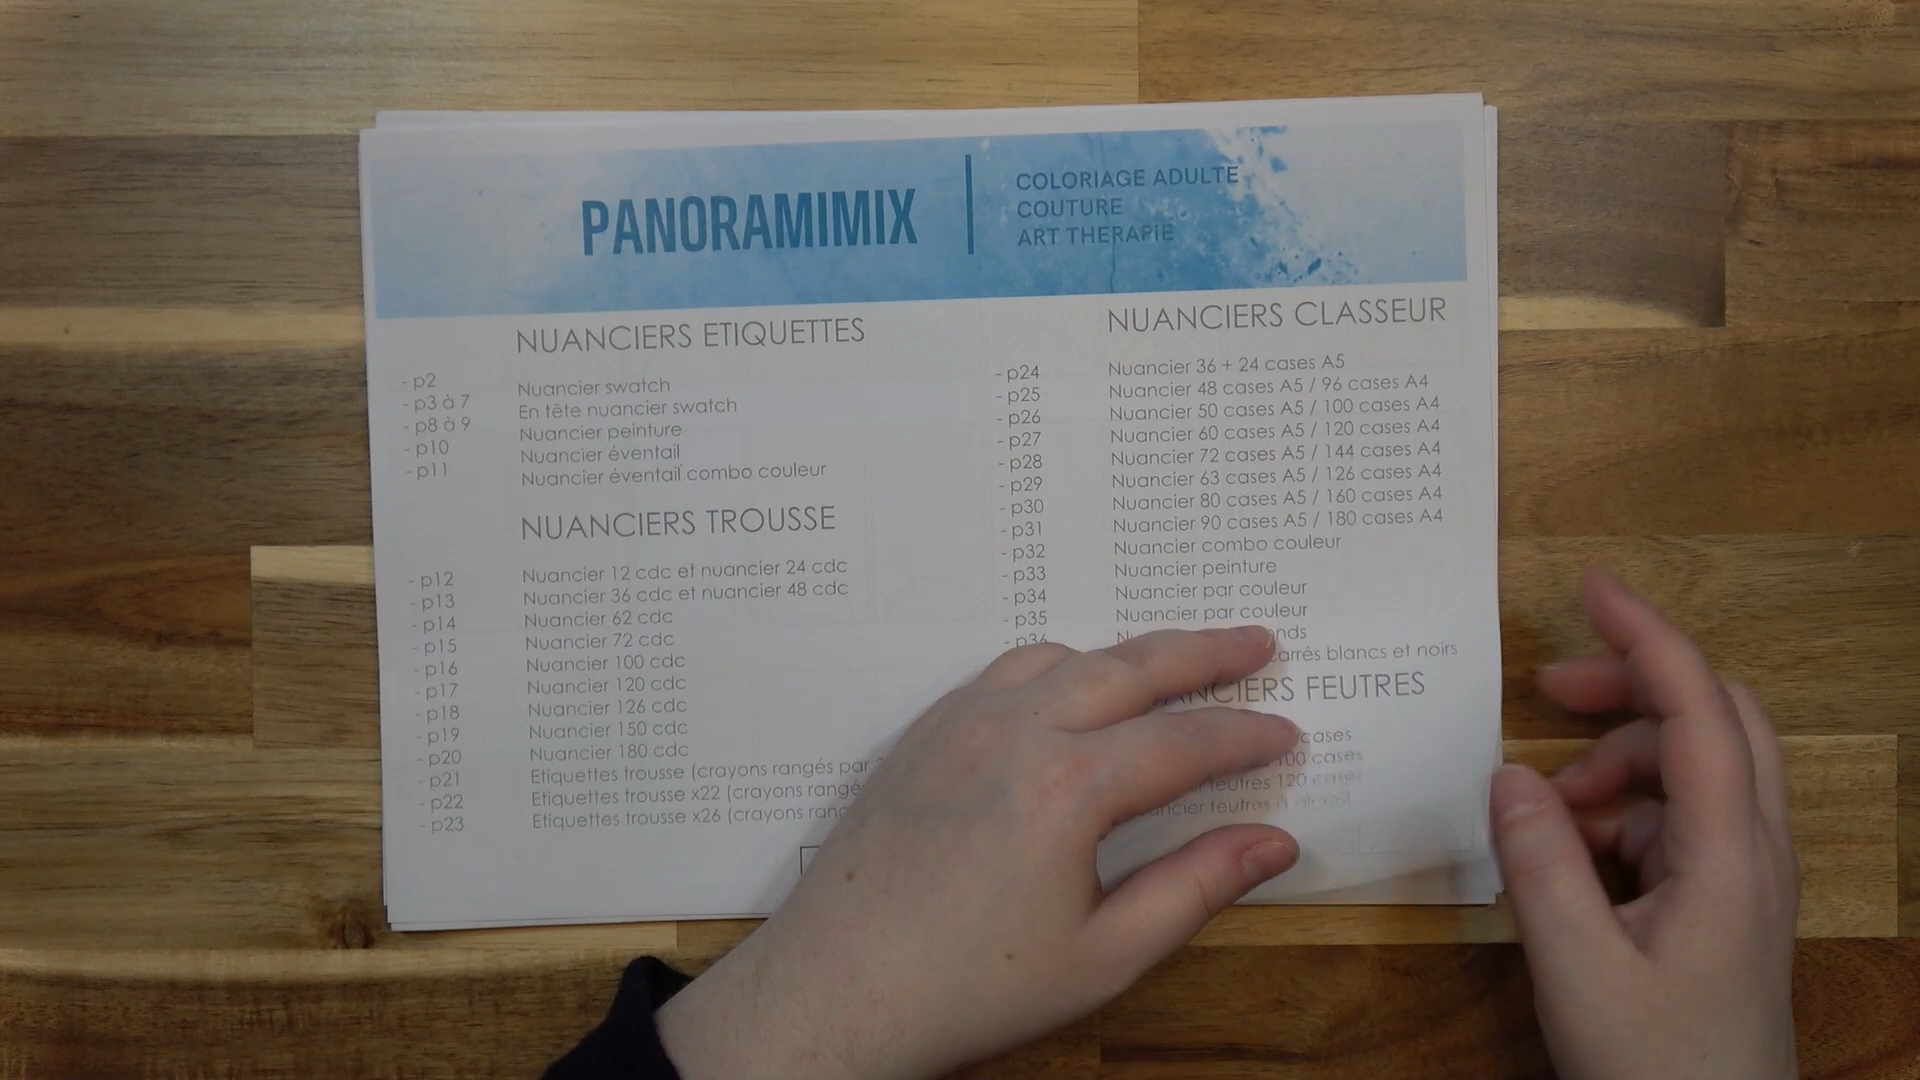 PANORAMIMIX
COLORIAGE ADULTE
COUTURE
ART THERAPIE
NUANCIERS ETIQUETTES
- p2 Nuancier swatch
- p3 à 7 En tête nuancier swatch
- p8 à 9 Nuancier peinture
- p10 Nuancier éventail
- p11 Nuancier éventail combo couleur
NUANCIERS TROUSSE
- p12 Nuancier 12 cdc et nuancier 24 cdc
- p13 Nuancier 36 cdc et nuancier 48 cdc
- p14 Nuancier 62 cdc
- p15 Nuancier 72 cdc
- p16 Nuancier 100 cdc
- p17 Nuancier 120 cdc
- p18 Nuancier 126 cdc
- p19 Nuancier 150 cdc
- p20 Nuancier 180 cdc
- p21 Etiquettes trousse (crayons rangés par
- p22 Etiquettes trousse x22 (crayons
- p23 Etiquettes trousse x26 (crayons
NUANCIERS CLASSEUR
- p24 Nuancier 36 + 24 cases A5
- p25 Nuancier 48 cases A5 / 96 cases A4
- p26 Nuancier 50 cases A5 / 100 cases A4
- p27 Nuancier 60 cases A5 / 120 cases A4
- p28 Nuancier 72 cases A5 / 144 cases A4
- p29 Nuancier 63 cases A5 / 126 cases A4
- p30 Nuancier 80 cases A5 / 160 cases A4
- p31 Nuancier 90 cases A5 / 180 cases A4
- p32 Nuancier combo couleur
- p33 Nuancier peinture
- p34 Nuancier par couleur
- p35 Nuancier par couleur
- p36
carrés blancs et noirs
FEUTRES
cases
100 cases
feutres 120 cases
feutres à alcool